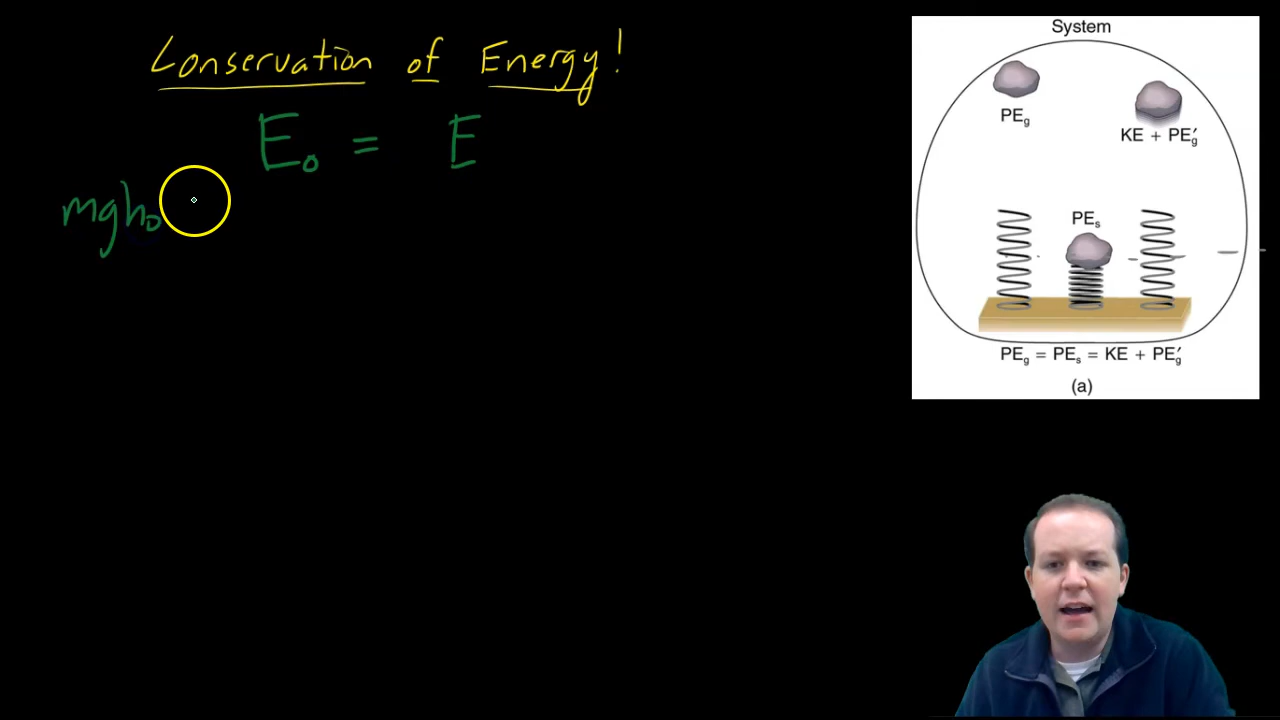 Conservation of Energy!
E₀ = E
mgh₀
System
PEg
KE + PE′g
PEs
PEg = PEs = KE + PE′g
(a)